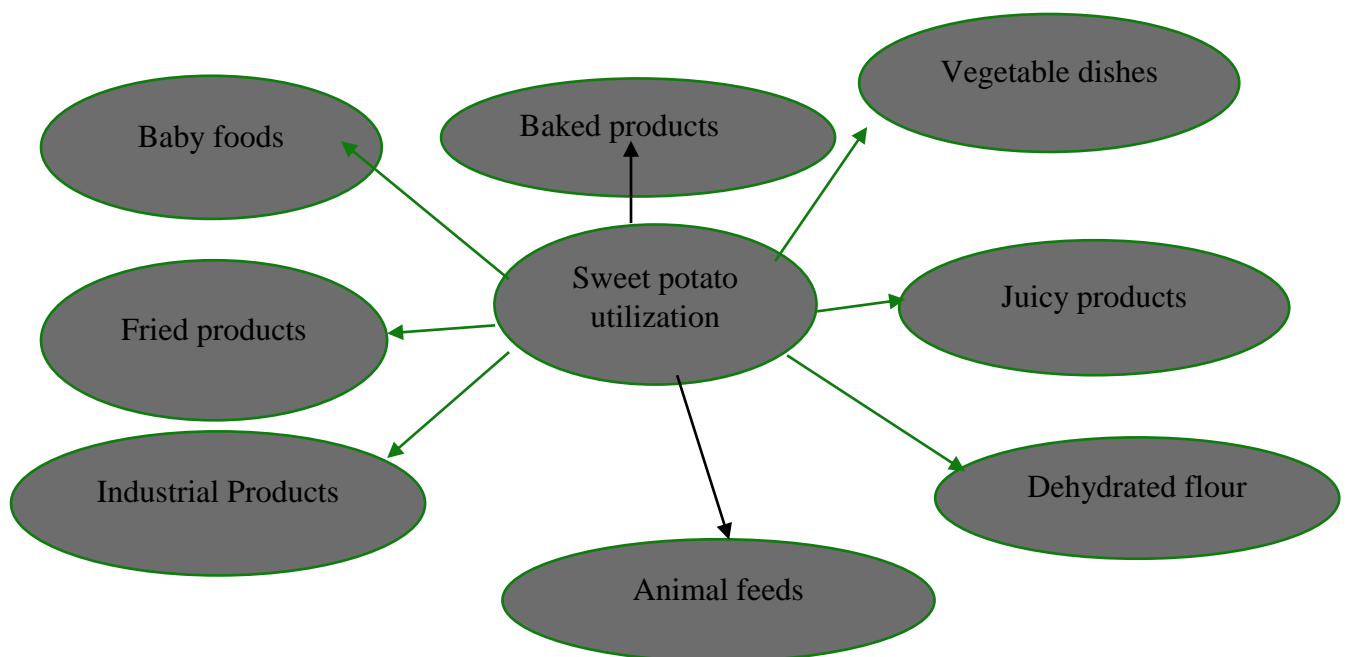 Vegetable dishes
Baked products
Baby foods
Sweet potato
utilization
Juicy products
Fried products
Industrial Products
Dehydrated flour
Animal feeds